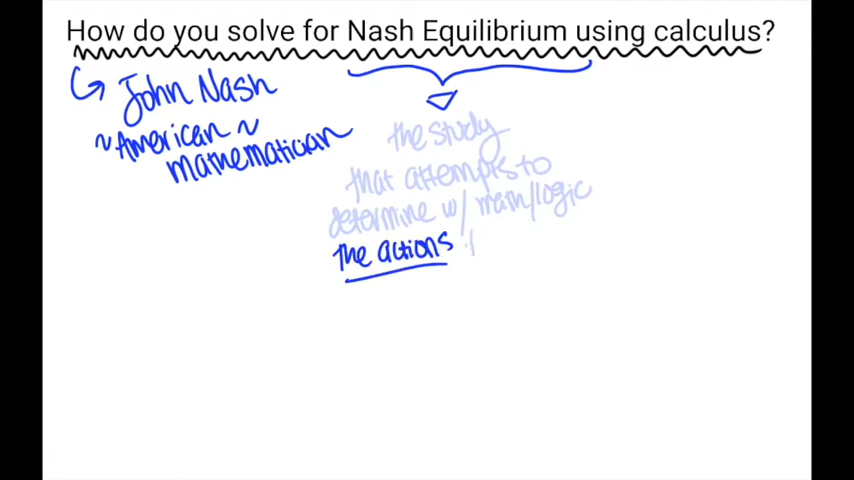 How do you solve for Nash Equilibrium using calculus?
John Nash
~American~
mathematician
the study
that attempts to
determine w/ math/logic
the actions